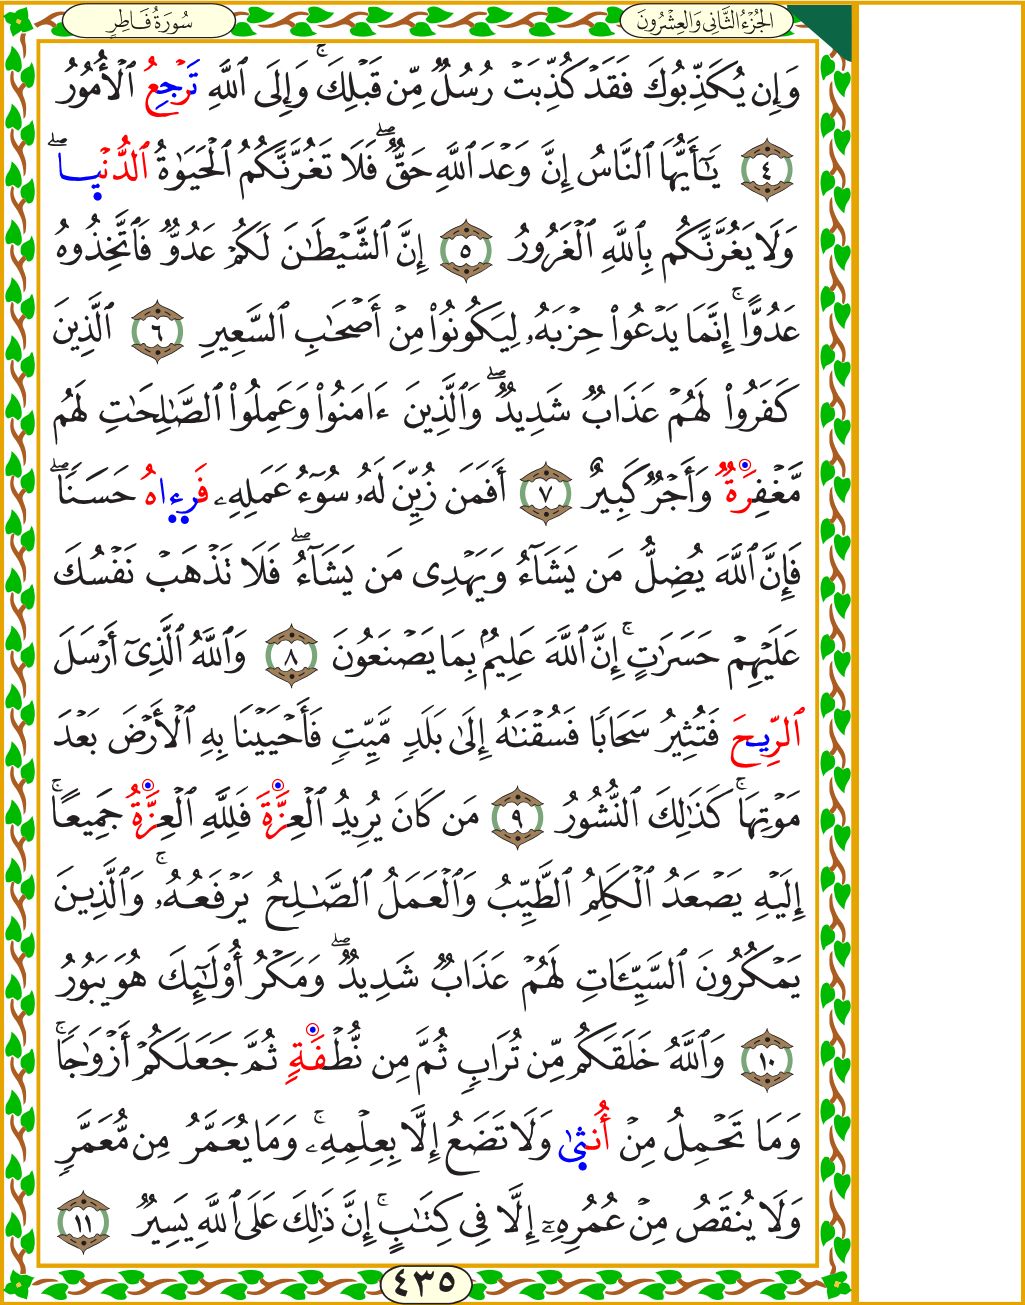 الجُزْءُ الثَّانِي وَالعِشْرُونَ
سُورَةُ فَاطِرٍ
وَإِن يُكَذِّبُوكَ فَقَدۡ كُذِّبَتۡ رُسُلٞ مِّن قَبۡلِكَۚ وَإِلَى ٱللَّهِ تَرۡجِعُ ٱلۡأُمُورُ
٤ يَٰٓأَيُّهَا ٱلنَّاسُ إِنَّ وَعۡدَ ٱللَّهِ حَقّٞۖ فَلَا تَغُرَّنَّكُمُ ٱلۡحَيَوٰةُ ٱلدُّنۡيَاۖ
وَلَا يَغُرَّنَّكُم بِٱللَّهِ ٱلۡغَرُورُ ٥ إِنَّ ٱلشَّيۡطَٰنَ لَكُمۡ عَدُوّٞ فَٱتَّخِذُوهُ
عَدُوًّاۚ إِنَّمَا يَدۡعُواْ حِزۡبَهُۥ لِيَكُونُواْ مِنۡ أَصۡحَٰبِ ٱلسَّعِيرِ ٦ ٱلَّذِينَ
كَفَرُواْ لَهُمۡ عَذَابٞ شَدِيدٞۖ وَٱلَّذِينَ ءَامَنُواْ وَعَمِلُواْ ٱلصَّٰلِحَٰتِ لَهُم
مَّغۡفِرَةٞ وَأَجۡرٞ كَبِيرٌ ٧ أَفَمَن زُيِّنَ لَهُۥ سُوٓءُ عَمَلِهِۦ فَرِءَاهُ حَسَنٗاۖ
فَإِنَّ ٱللَّهَ يُضِلُّ مَن يَشَآءُ وَيَهۡدِي مَن يَشَآءُۖ فَلَا تَذۡهَبۡ نَفۡسُكَ
عَلَيۡهِمۡ حَسَرَٰتٍۚ إِنَّ ٱللَّهَ عَلِيمُۢ بِمَا يَصۡنَعُونَ ٨ وَٱللَّهُ ٱلَّذِيٓ أَرۡسَلَ
ٱلرِّيحَ فَتُثِيرُ سَحَابٗا فَسُقۡنَٰهُ إِلَىٰ بَلَدٖ مَّيِّتٖ فَأَحۡيَيۡنَا بِهِ ٱلۡأَرۡضَ بَعۡدَ
مَوۡتِهَاۚ كَذَٰلِكَ ٱلنُّشُورُ ٩ مَن كَانَ يُرِيدُ ٱلۡعِزَّةَ فَلِلَّهِ ٱلۡعِزَّةُ جَمِيعًاۚ
إِلَيۡهِ يَصۡعَدُ ٱلۡكَلِمُ ٱلطَّيِّبُ وَٱلۡعَمَلُ ٱلصَّٰلِحُ يَرۡفَعُهُۥۚ وَٱلَّذِينَ
يَمۡكُرُونَ ٱلسَّيِّـَٔاتِ لَهُمۡ عَذَابٞ شَدِيدٞۖ وَمَكۡرُ أُوْلَٰٓئِكَ هُوَ يَبُورُ
١٠ وَٱللَّهُ خَلَقَكُم مِّن تُرَابٖ ثُمَّ مِن نُّطۡفَةٖ ثُمَّ جَعَلَكُمۡ أَزۡوَٰجٗاۚ
وَمَا تَحۡمِلُ مِنۡ أُنثَىٰ وَلَا تَضَعُ إِلَّا بِعِلۡمِهِۦۚ وَمَا يُعَمَّرُ مِن مُّعَمَّرٖ
وَلَا يُنقَصُ مِنۡ عُمُرِهِۦٓ إِلَّا فِي كِتَٰبٍۚ إِنَّ ذَٰلِكَ عَلَى ٱللَّهِ يَسِيرٞ ١١
٤٣٥